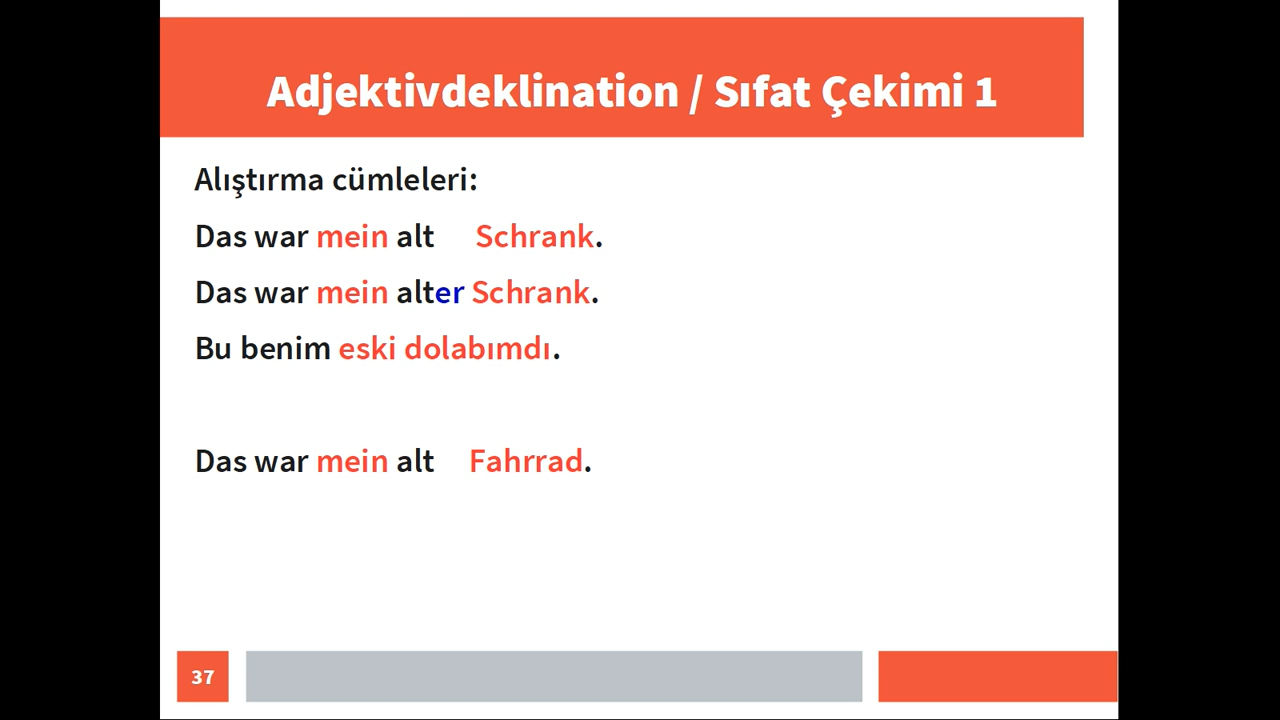 Adjektivdeklination / Sıfat Çekimi 1
Alıştırma cümleleri:
Das war mein alt Schrank.
Das war mein alter Schrank.
Bu benim eski dolabımdı.
Das war mein alt Fahrrad.
37